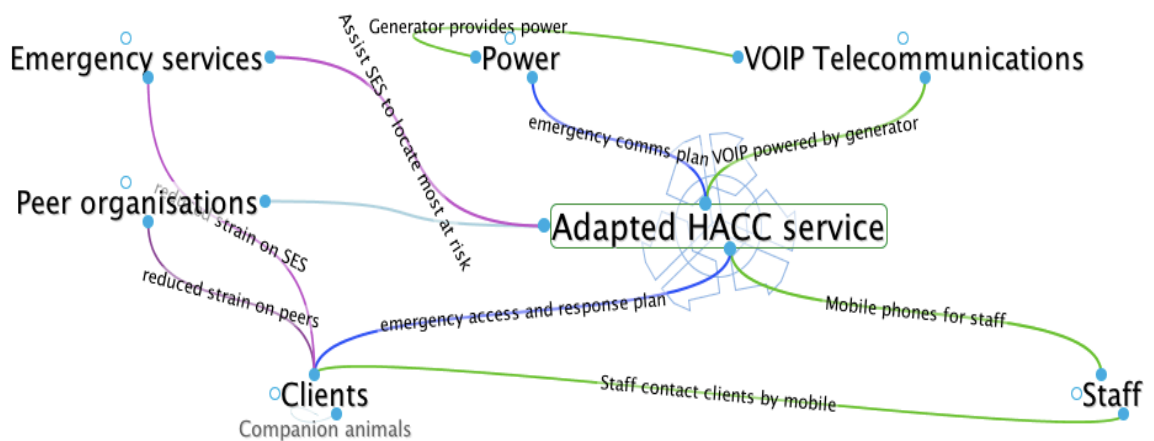 Generator provides power
Emergency services
Power
VOIP Telecommunications
Assist SES to locate most at risk
emergency comms plan
VOIP powered by generator
Peer organisations
reduced strain on SES
Adapted HACC service
reduced strain on peers
emergency access and response plan
Mobile phones for staff
Clients
Staff contact clients by mobile
Staff
Companion animals